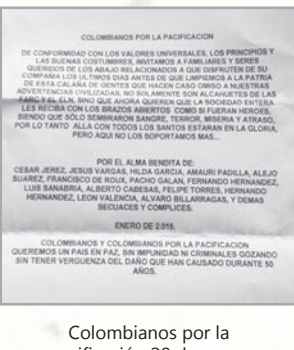 COLOMBIANOS POR LA PACIFICACION
DE CONFORMIDAD CON LOS VALORES UNIVERSALES, LOS PRINCIPIOS Y
LAS BUENAS COSTUMBRES, INVITAMOS A FAMILIARES Y SERES
QUERIDOS DE LOS ABAJO RELACIONADOS A QUE DISFRUTEN DE SU
COMPAÑIA LOS ULTIMOS DIAS ANTES DE QUE LIMPIEMOS A LA PATRIA
DE ESTA CALAÑA DE GENTES QUE HACEN CASO OMISO A NUESTRAS
ADVERTENCIAS CIVILIZADAS, NO SOLAMENTE SON ALCAHUETES DE LAS
FARC Y EL ELN, SINO QUE AHORA QUIEREN QUE LA SOCIEDAD ENTERA
LES RECIBA CON LOS BRAZOS ABIERTOS COMO SI FUERAN HEROES,
SIENDO QUE SÓLO SEMBRARON SANGRE, TERROR, MISERIA Y ATRASO,
POR LO TANTO ALLA CON TODOS LOS SANTOS ESTARAN EN LA GLORIA,
PERO AQUI NO LOS SOPORTAMOS MAS...
POR EL ALMA BENDITA DE:
CESAR JEREZ, JESUS VARGAS, HILDA GARCIA, AMAURI PADILLA, ALEJO
SUAREZ, FRANCISCO DE ROUX, PACHO GALAN, FERNANDO HERNANDEZ,
LUIS SANABRIA, ALBERTO CABESAS, FELIPE TORRES, HERNANDO
HERNANDEZ, LEON VALENCIA, ALVARO BILLARRAGAS, Y DEMAS
SECUACES Y COMPLICES.
ENERO DE 2.015.
COLOMBIANOS Y COLOMBIANOS POR LA PACIFICACIÓN
QUEREMOS UN PAIS EN PAZ, SIN IMPUNIDAD NI CRIMINALES GOZANDO
SIN TENER VERGUENZA DEL DAÑO QUE HAN CAUSADO DURANTE 50
AÑOS.
Colombianos por la